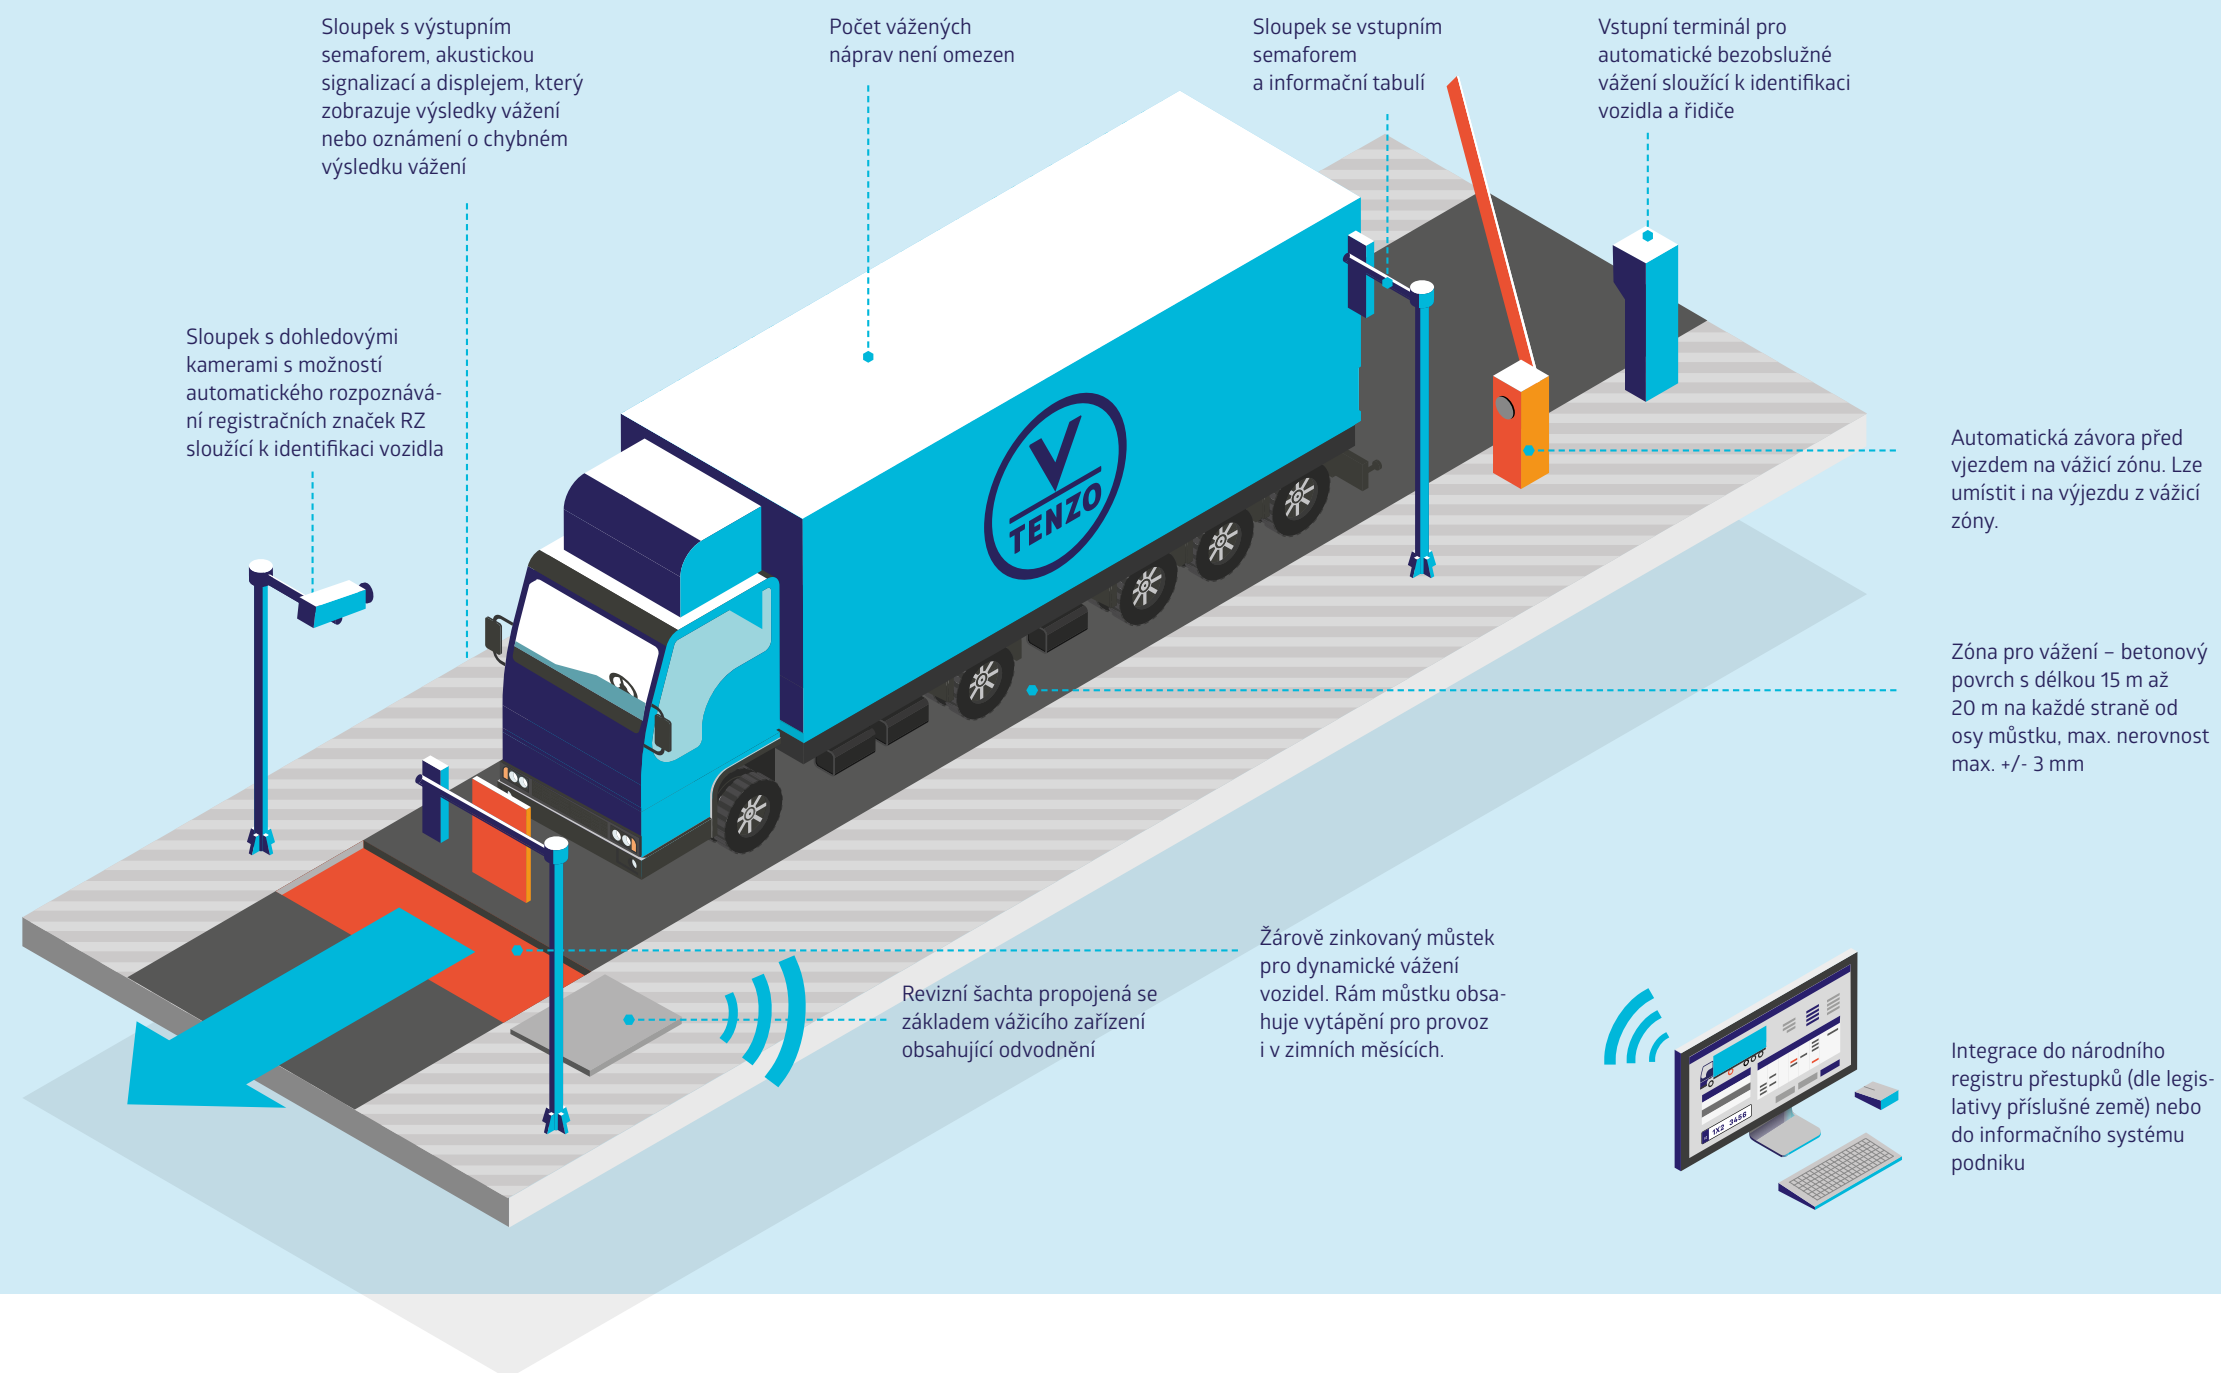 Sloupek s výstupním
semaforem, akustickou
signalizací a displejem, který
zobrazuje výsledky vážení
nebo oznámení o chybném
výsledku vážení
Počet vážených
náprav není omezen
Sloupek se vstupním
semaforem
a informační tabulí
Vstupní terminál pro
automatické bezobslužné
vážení sloužící k identifikaci
vozidla a řidiče
Sloupek s dohledovými
kamerami s možností
automatického rozpoznává-
ní registračních značek RZ
sloužící k identifikaci vozidla
V
TENZO
Automatická závora před
vjezdem na vážicí zónu. Lze
umístit i na výjezdu z vážicí
zóny.
Zóna pro vážení – betonový
povrch s délkou 15 m až
20 m na každé straně od
osy můstku, max. nerovnost
max. +/- 3 mm
Žárově zinkovaný můstek
pro dynamické vážení
vozidel. Rám můstku obsa-
huje vytápění pro provoz
i v zimních měsících.
Revizní šachta propojená se
základem vážicího zařízení
obsahující odvodnění
Integrace do národního
registru přestupků (dle legis-
lativy příslušné země) nebo
do informačního systému
podniku
1X2 3456